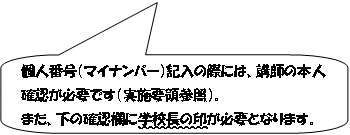 個人番号(マイナンバー)記入の際には、講師の本人
確認が必要です(実施要領参照)。
また、下の確認欄に学校長の印が必要となります。